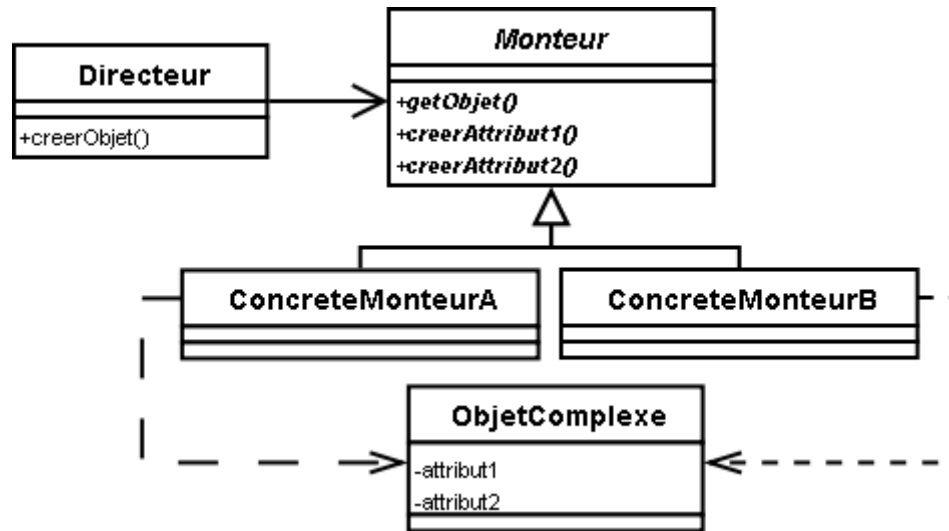 Monteur
Directeur
+getObjet()
+creerAttribut1()
+creerAttribut2()
+creerObjet()
ConcreteMonteurA
ConcreteMonteurB
ObjetComplexe
-attribut1
-attribut2